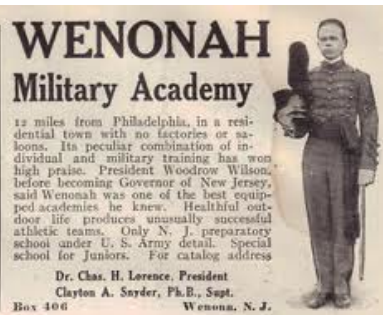 WENONAH
Military Academy
12 miles from Philadelphia, in a resi-
dential town with no factories or sa-
loons. Its peculiar combination of in-
dividual and military training has won
high praise. President Woodrow Wilson,
before becoming Governor of New Jersey,
said Wenonah was one of the best equip-
ped academies he knew. Healthful out-
door life produces unusually successful
athletic teams. Only N. J. preparatory
school under U. S. Army detail. Special
school for Juniors. For catalog address
Dr. Chas. H. Lorence, President
Clayton A. Snyder, Ph.B., Supt.
Box 406 Wenona, N. J.